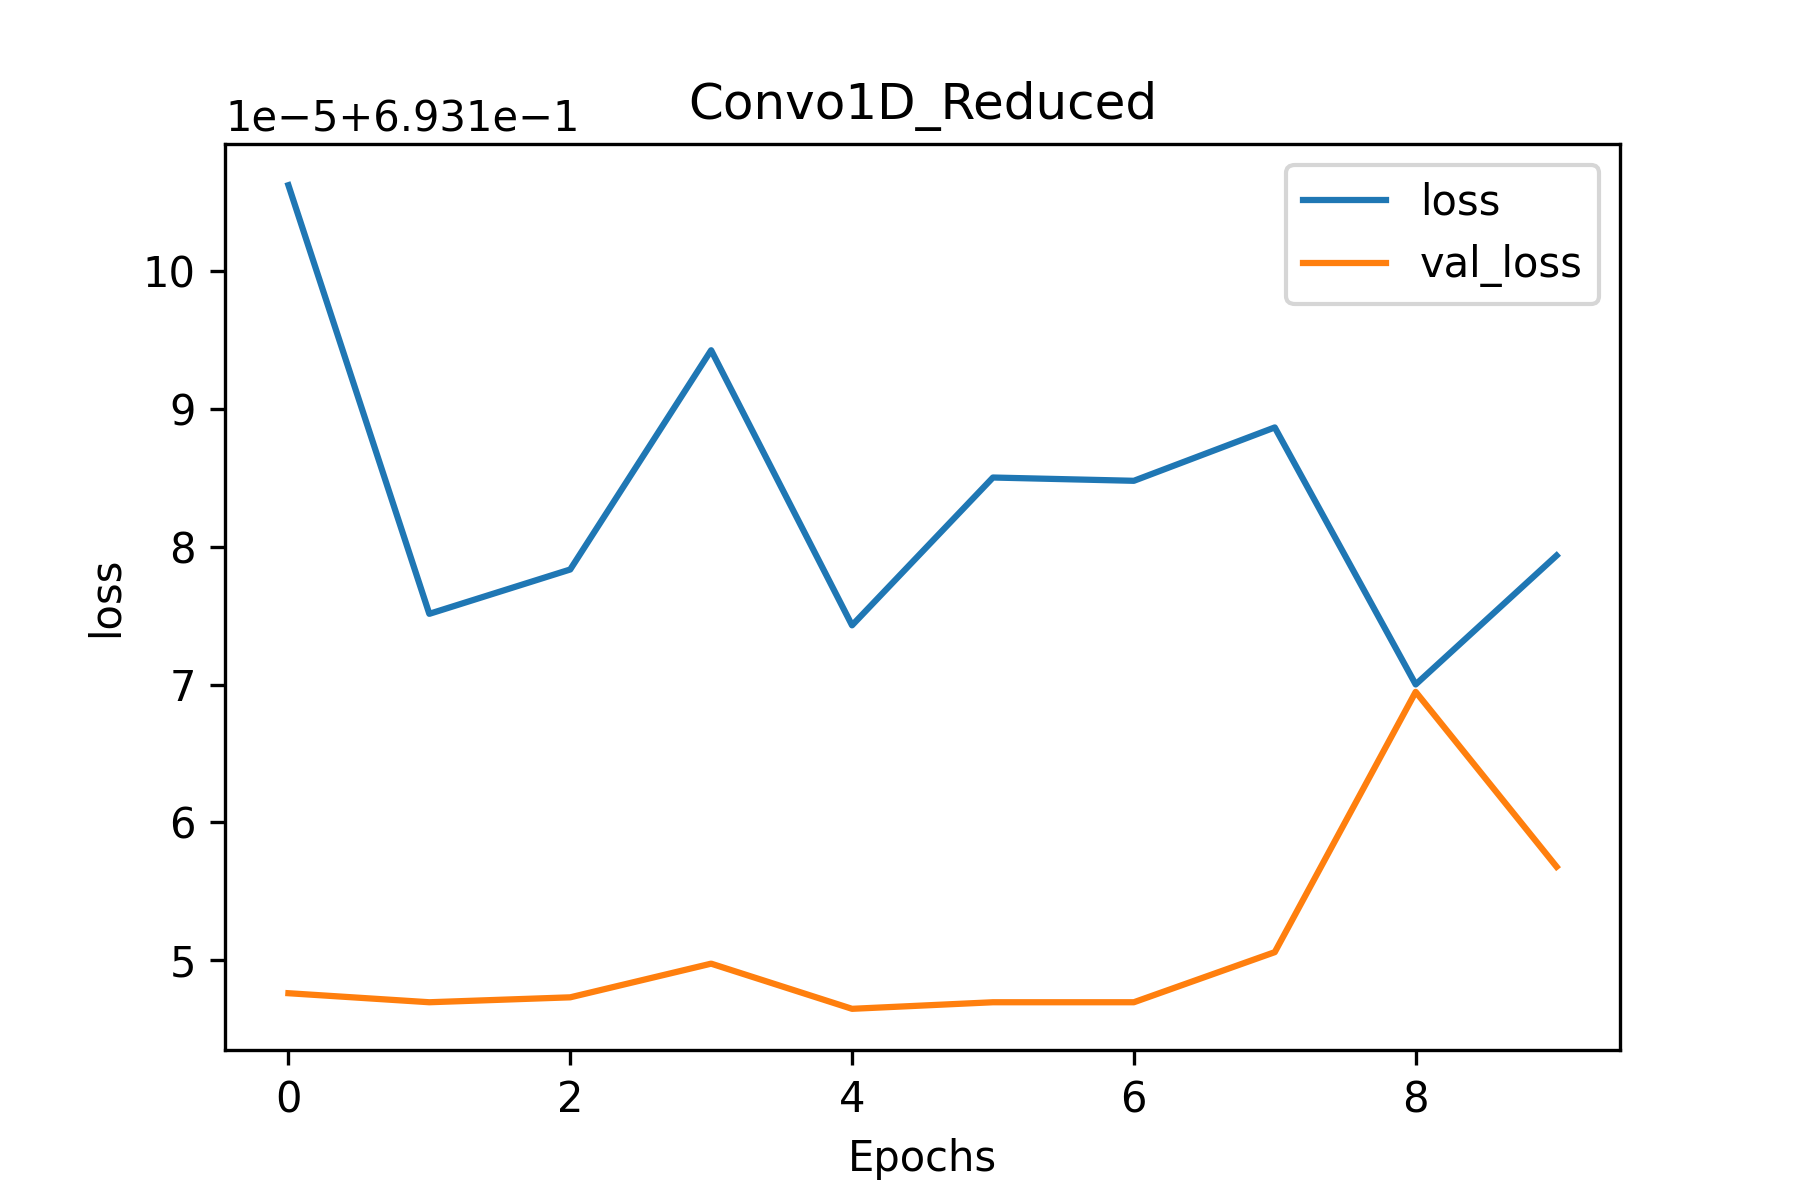 Convo1D_Reduced
1e−5+6.931e−1
loss
val_loss
10
9
8
7
6
5
loss
0 2 4 6 8
Epochs